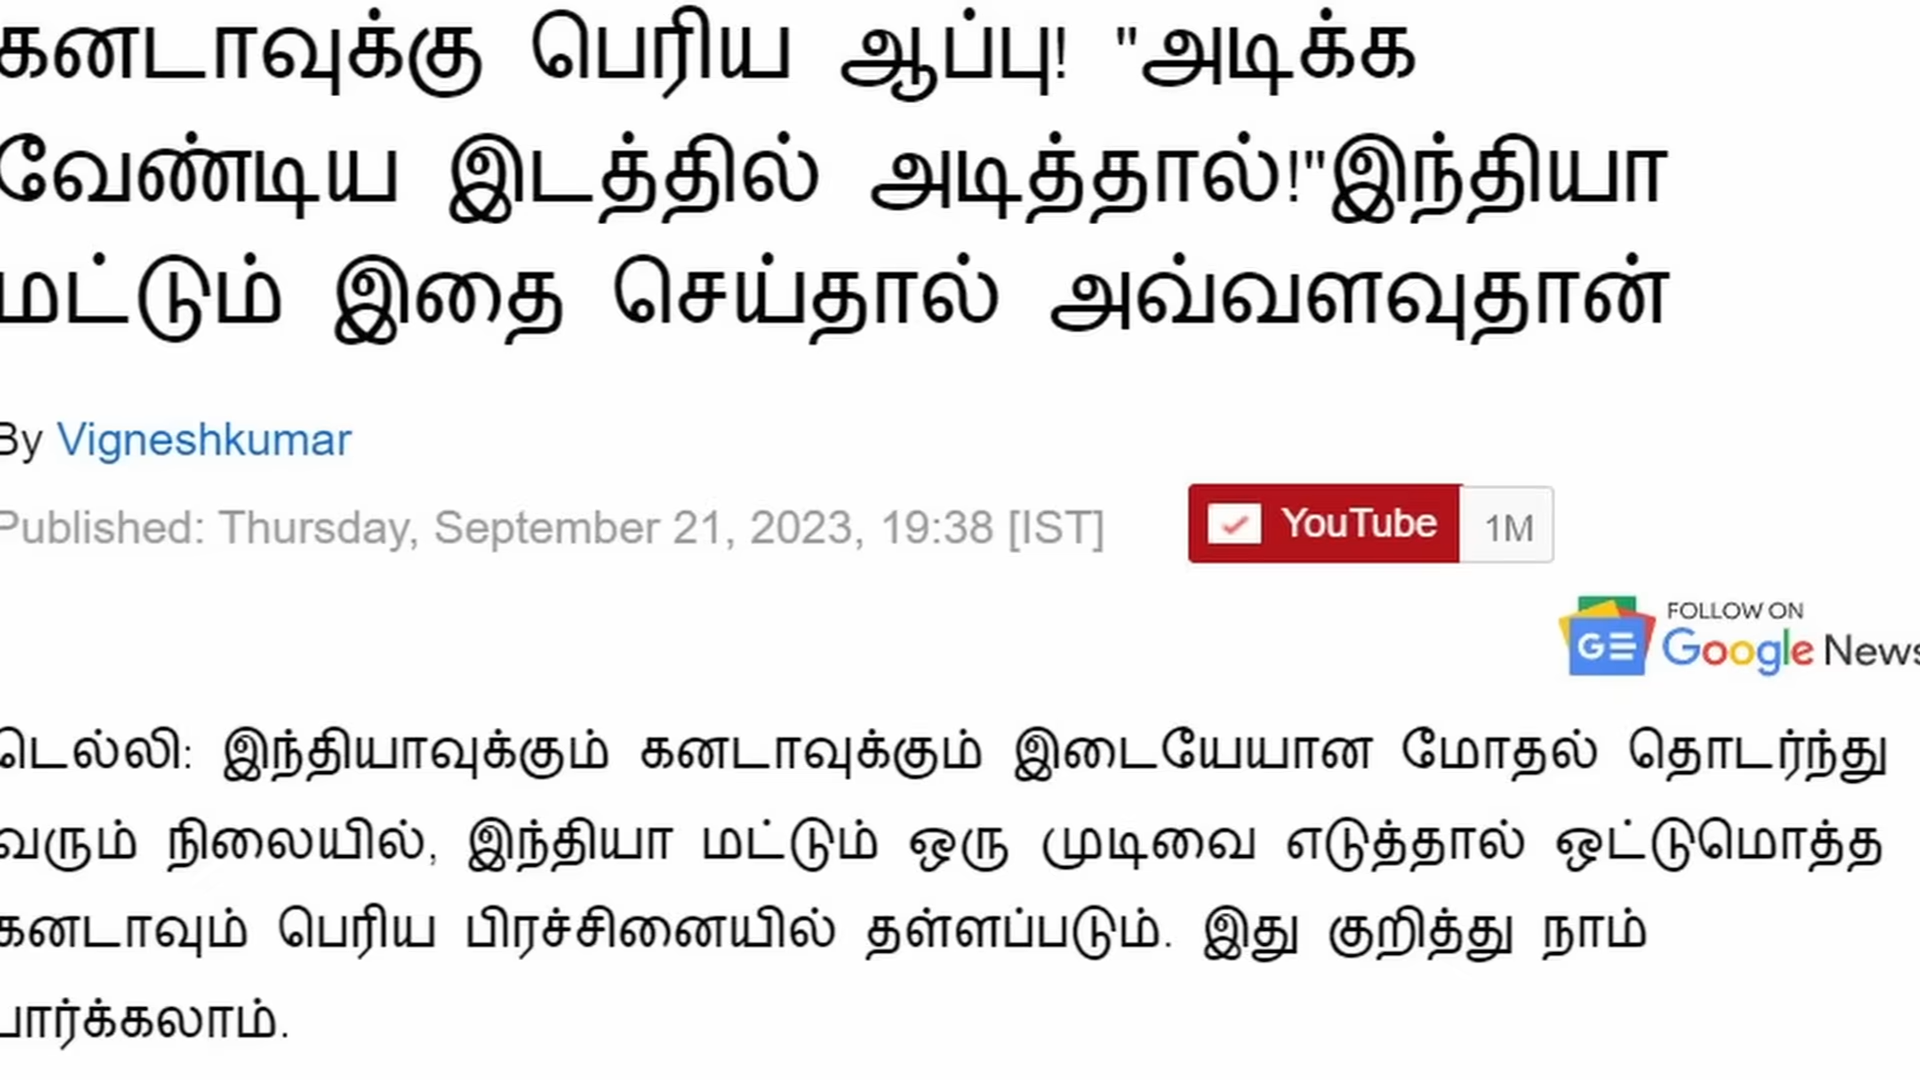 கனடாவுக்கு பெரிய ஆப்பு! "அடிக்க
வேண்டிய இடத்தில் அடித்தால்!"இந்தியா
மட்டும் இதை செய்தால் அவ்வளவுதான்
By Vigneshkumar
Published: Thursday, September 21, 2023, 19:38 [IST]
YouTube 1M
FOLLOW ON
Google News
டெல்லி: இந்தியாவுக்கும் கனடாவுக்கும் இடையேயான மோதல் தொடர்ந்து
வரும் நிலையில், இந்தியா மட்டும் ஒரு முடிவை எடுத்தால் ஒட்டுமொத்த
கனடாவும் பெரிய பிரச்சினையில் தள்ளப்படும். இது குறித்து நாம்
பார்க்கலாம்.